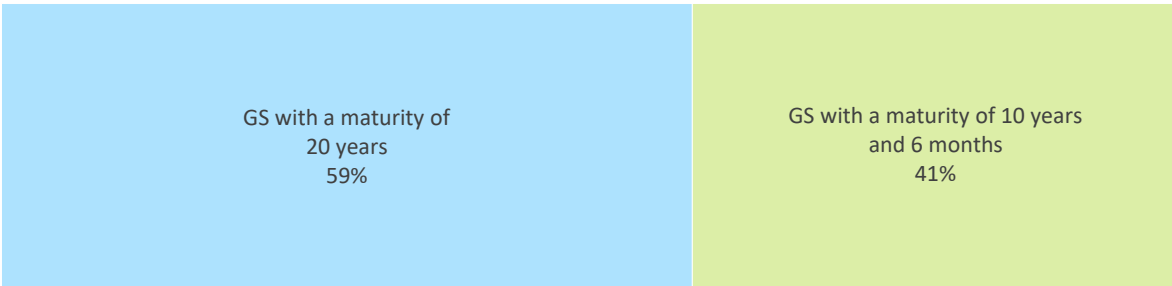 GS with a maturity of
20 years
59%
GS with a maturity of 10 years
and 6 months
41%